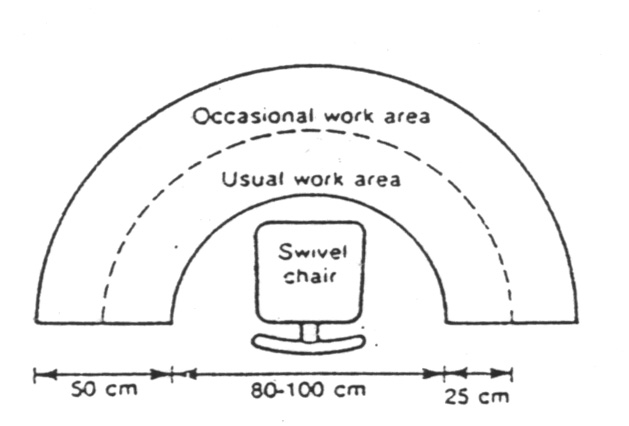 Occasional work area
Usual work area
Swivel
chair
50 cm
80-100 cm
25 cm